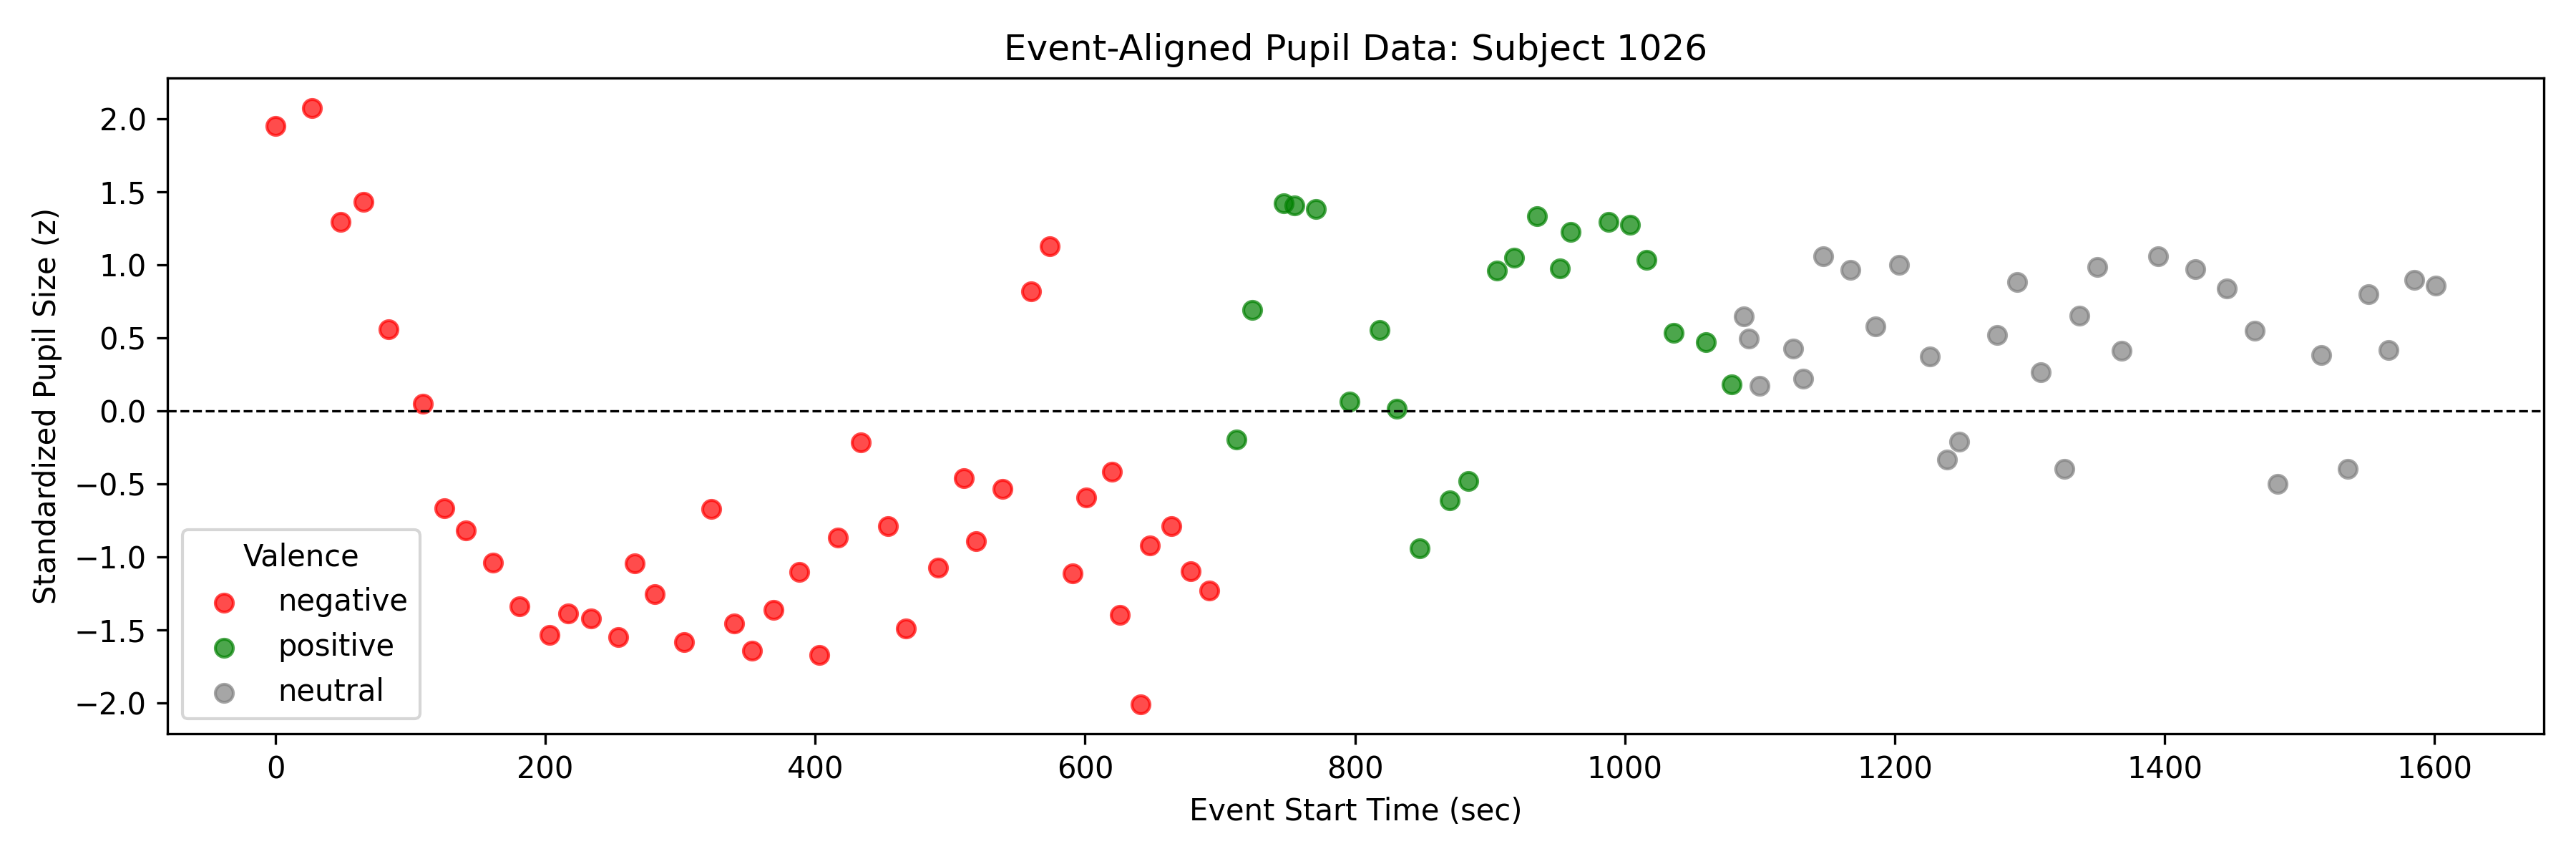 Event-Aligned Pupil Data: Subject 1026
Standardized Pupil Size (z)
2.0
1.5
1.0
0.5
0.0
−0.5
−1.0
−1.5
−2.0
Valence
negative
positive
neutral
0 200 400 600 800 1000 1200 1400 1600
Event Start Time (sec)